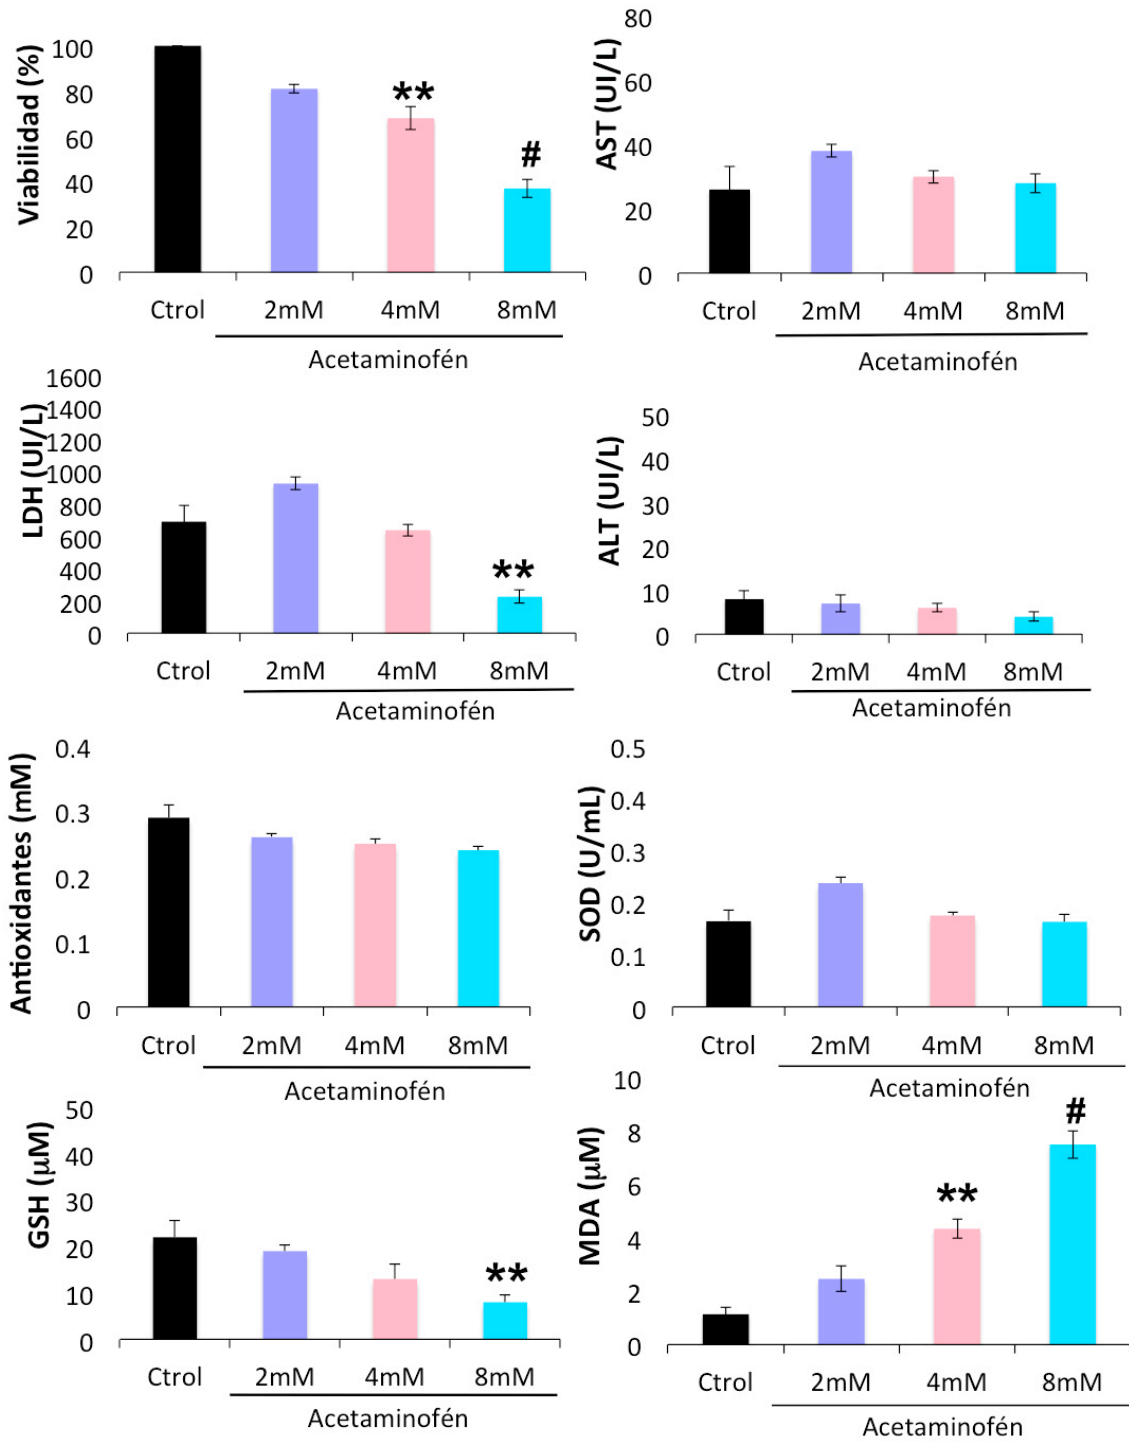 Viabilidad (%)
100
80
60
40
20
0
**
#
Ctrol 2mM 4mM 8mM
Acetaminofén
AST (UI/L)
80
60
40
20
0
Ctrol 2mM 4mM 8mM
Acetaminofén
LDH (UI/L)
1600
1400
1200
1000
800
600
400
200
0
**
Ctrol 2mM 4mM 8mM
Acetaminofén
ALT (UI/L)
50
40
30
20
10
0
Ctrol 2mM 4mM 8mM
Acetaminofén
Antioxidantes (mM)
0.4
0.3
0.2
0.1
0
Ctrol 2mM 4mM 8mM
Acetaminofén
SOD (U/mL)
0.5
0.4
0.3
0.2
0.1
0
Ctrol 2mM 4mM 8mM
Acetaminofén
GSH (μM)
50
40
30
20
10
0
**
Ctrol 2mM 4mM 8mM
Acetaminofén
MDA (μM)
10
8
6
4
2
0
**
#
Ctrol 2mM 4mM 8mM
Acetaminofén